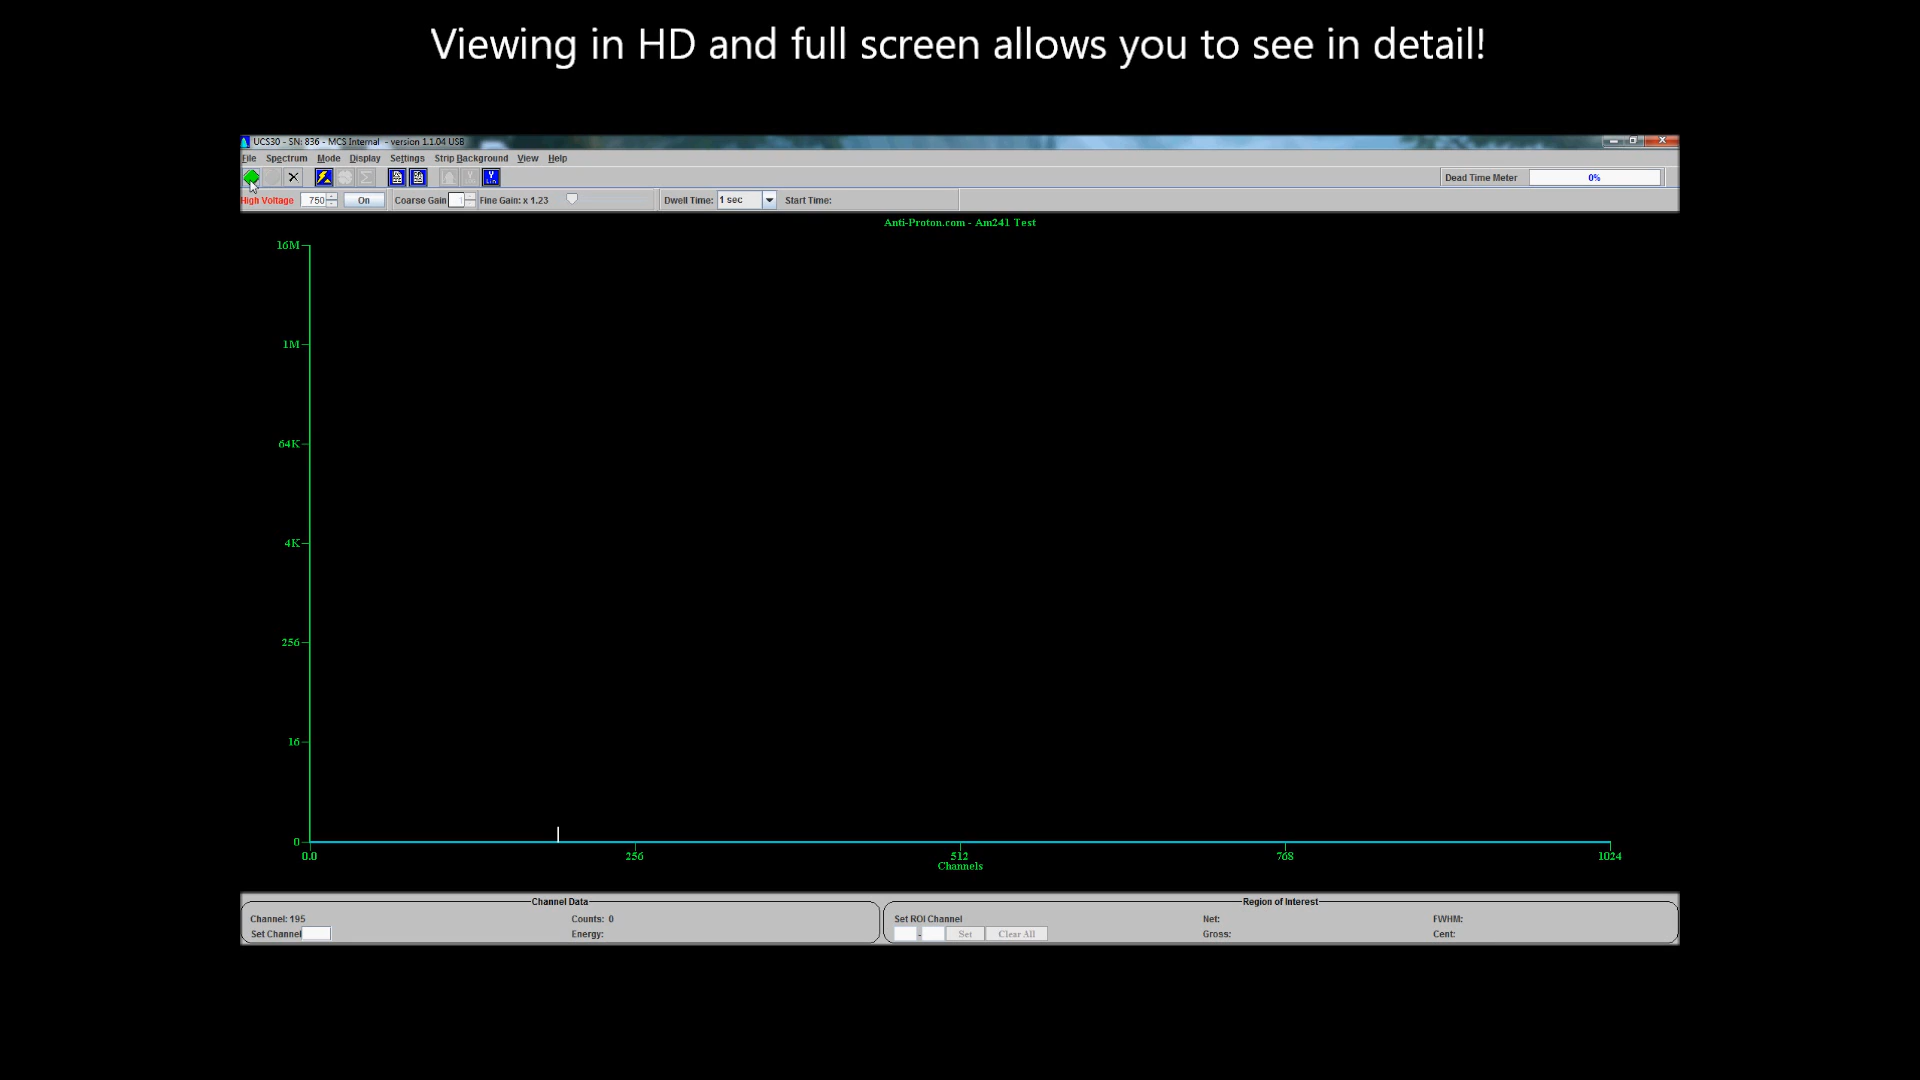 Viewing in HD and full screen allows you to see in detail!
UCS30 - SN: 836 - MCS Internal - version 1.1.04 USB
File Spectrum Mode Display Settings Strip Background View Help
Dead Time Meter 0%
High Voltage 750 On Coarse Gain 1 Fine Gain: x 1.23 Dwell Time: 1 sec Start Time:
Anti-Proton.com - Am241 Test
16M
1M
64K
4K
256
16
0
0.0 256 512 768 1024
Channels
Channel Data Region of Interest
Channel: 195 Counts: 0 Set ROI Channel Net: FWHM:
Set Channel Energy: - Set Clear All Gross: Cent: